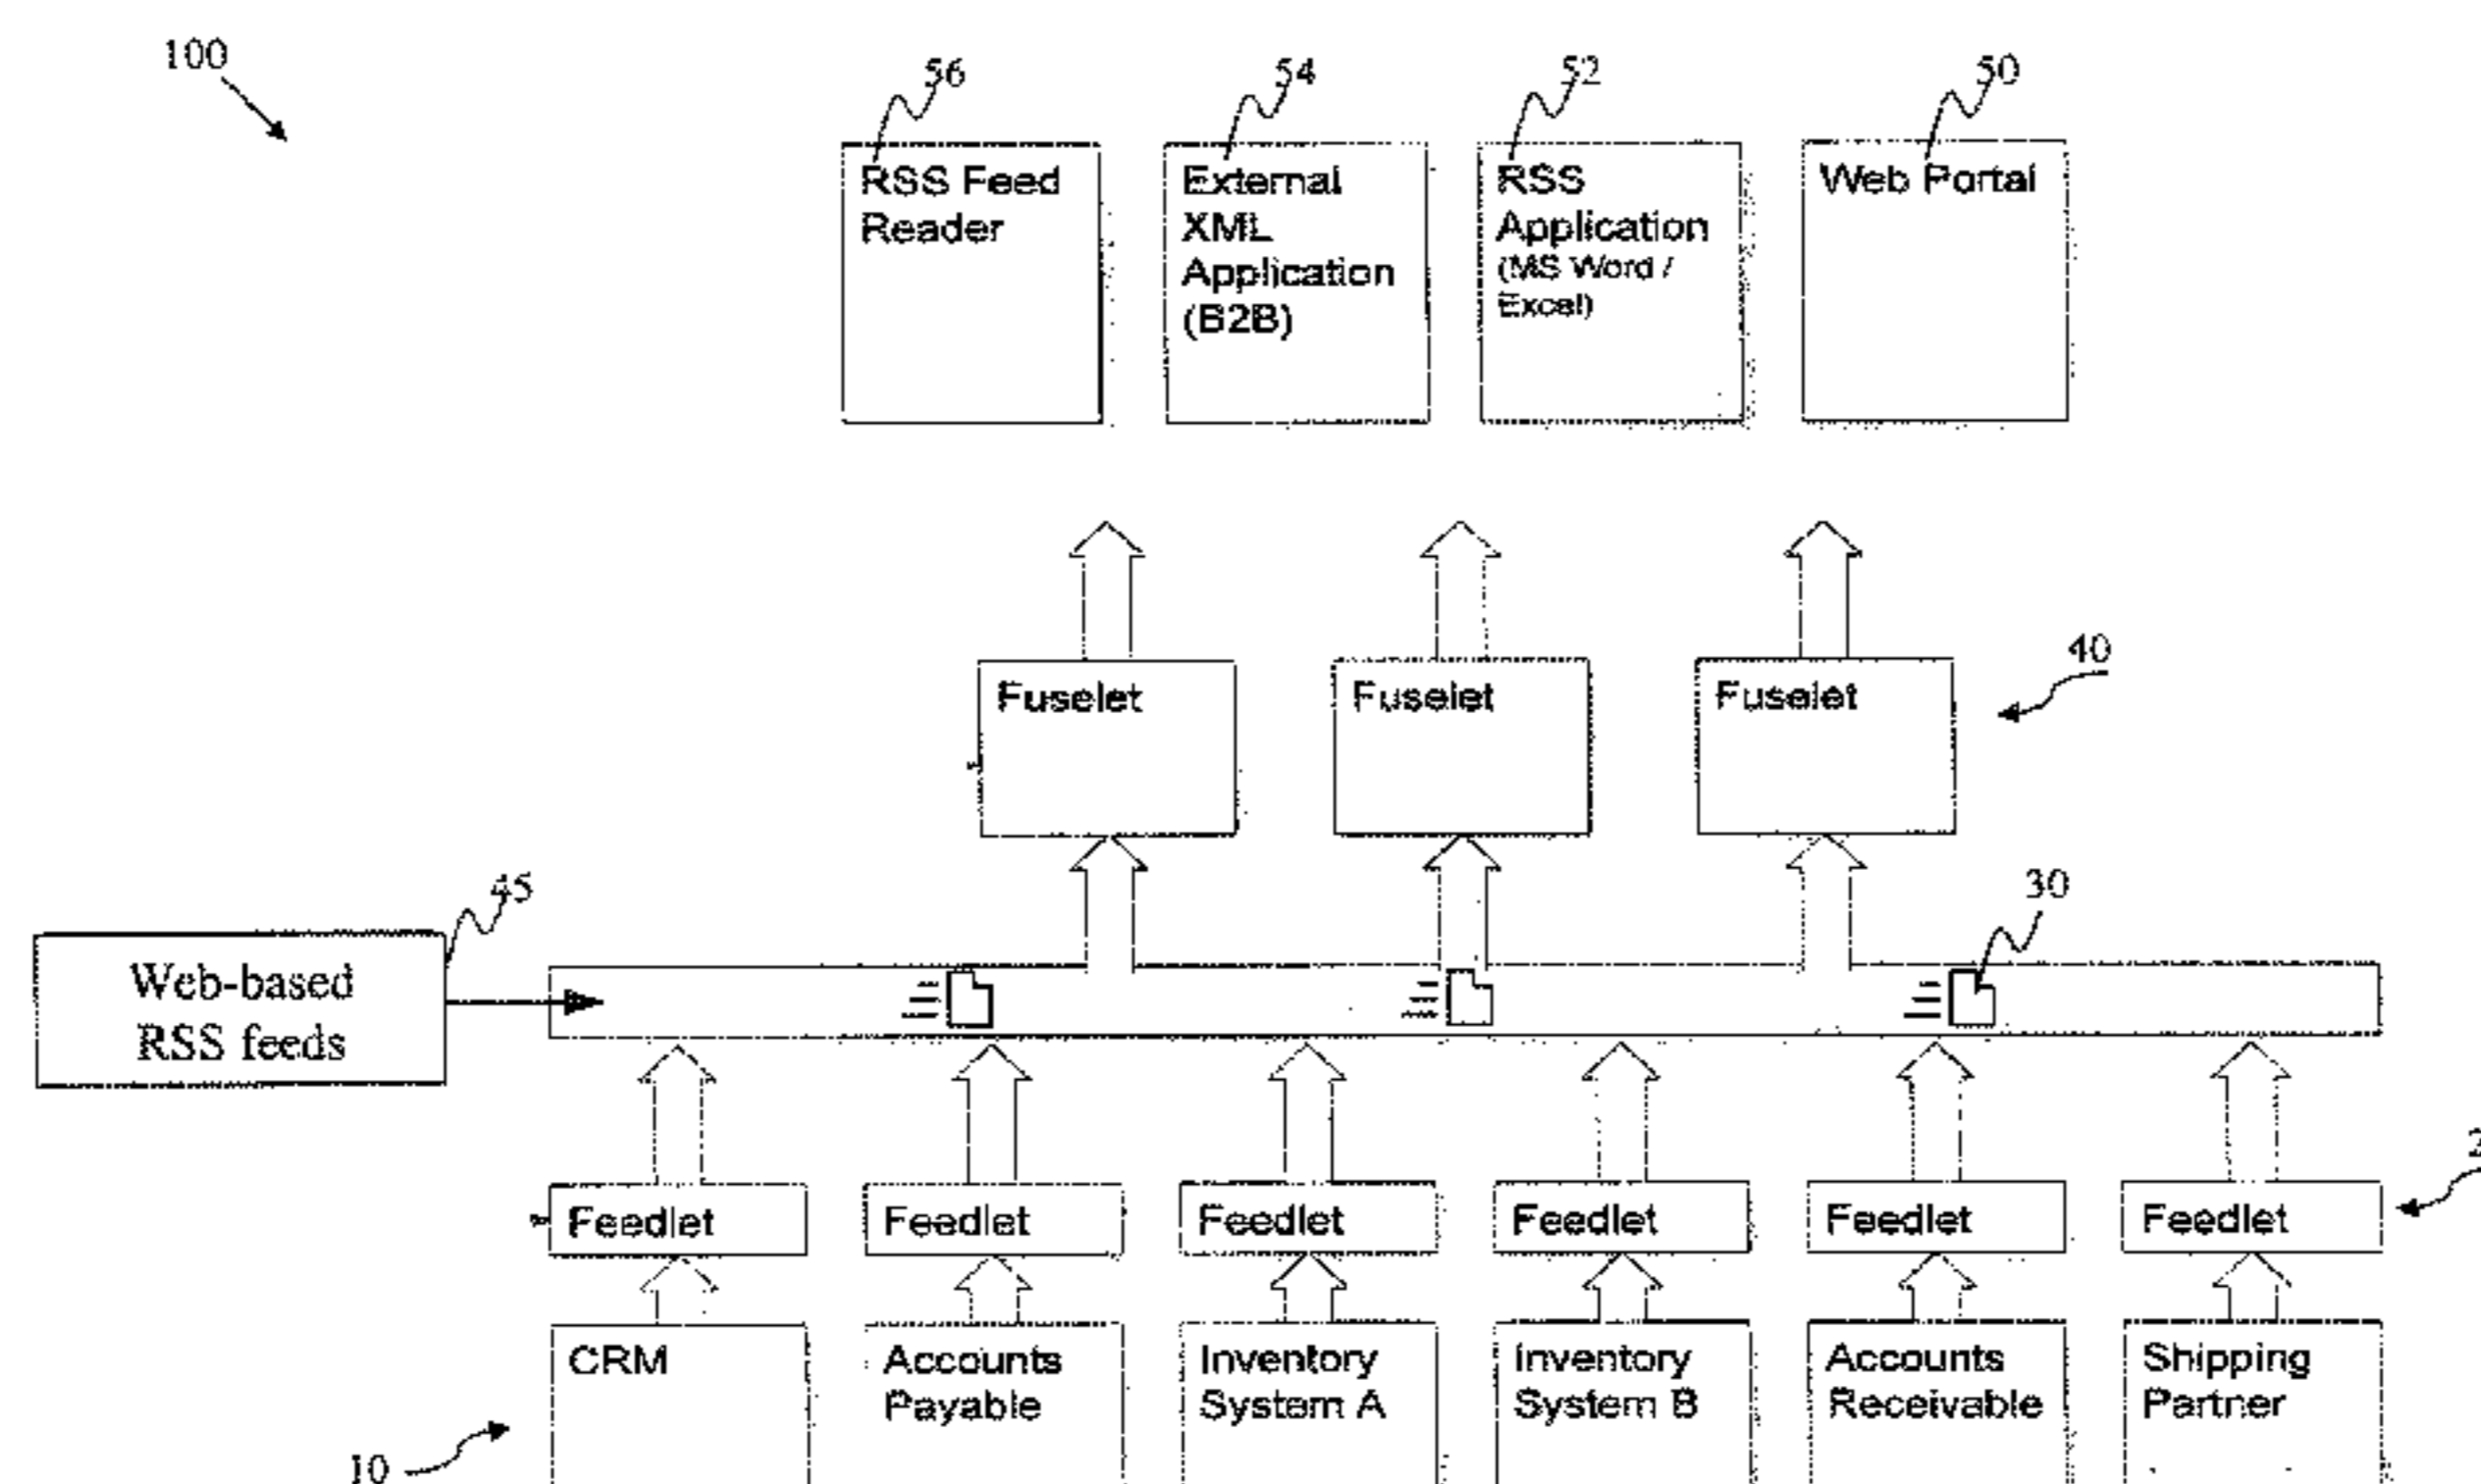 100
56
54
52
50
RSS Feed
Reader
External
XML
Application
(B2B)
RSS
Application
(MS Word /
Excel)
Web Portal
40
Fuselet
Fuselet
Fuselet
45
30
Web-based
RSS feeds
Feedlet
Feedlet
Feedlet
Feedlet
Feedlet
Feedlet
CRM
Accounts
Payable
Inventory
System A
Inventory
System B
Accounts
Receivable
Shipping
Partner
10